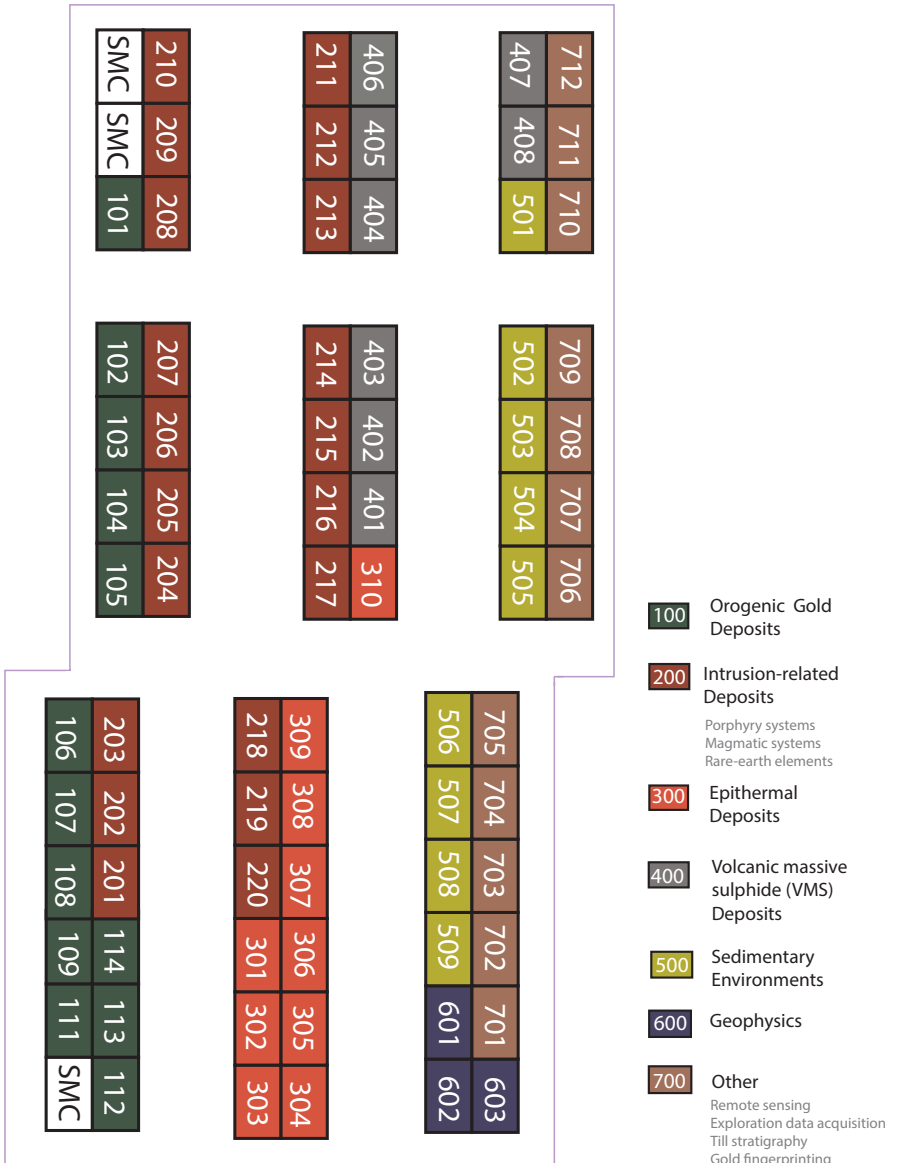 SMC 210
SMC 209
101 208
211 406
212 405
213 404
407 712
408 711
501 710
102 207
103 206
104 205
105 204
214 403
215 402
216 401
217 310
502 709
503 708
504 707
505 706
106 203
107 202
108 201
109 114
111 113
SMC 112
218 309
219 308
220 307
301 306
302 305
303 304
506 705
507 704
508 703
509 702
601 701
602 603
100 Orogenic Gold
Deposits
200 Intrusion-related
Deposits
Porphyry systems
Magmatic systems
Rare-earth elements
300 Epithermal
Deposits
400 Volcanic massive
sulphide (VMS)
Deposits
500 Sedimentary
Environments
600 Geophysics
700 Other
Remote sensing
Exploration data acquisition
Till stratigraphy
Gold fingerprinting